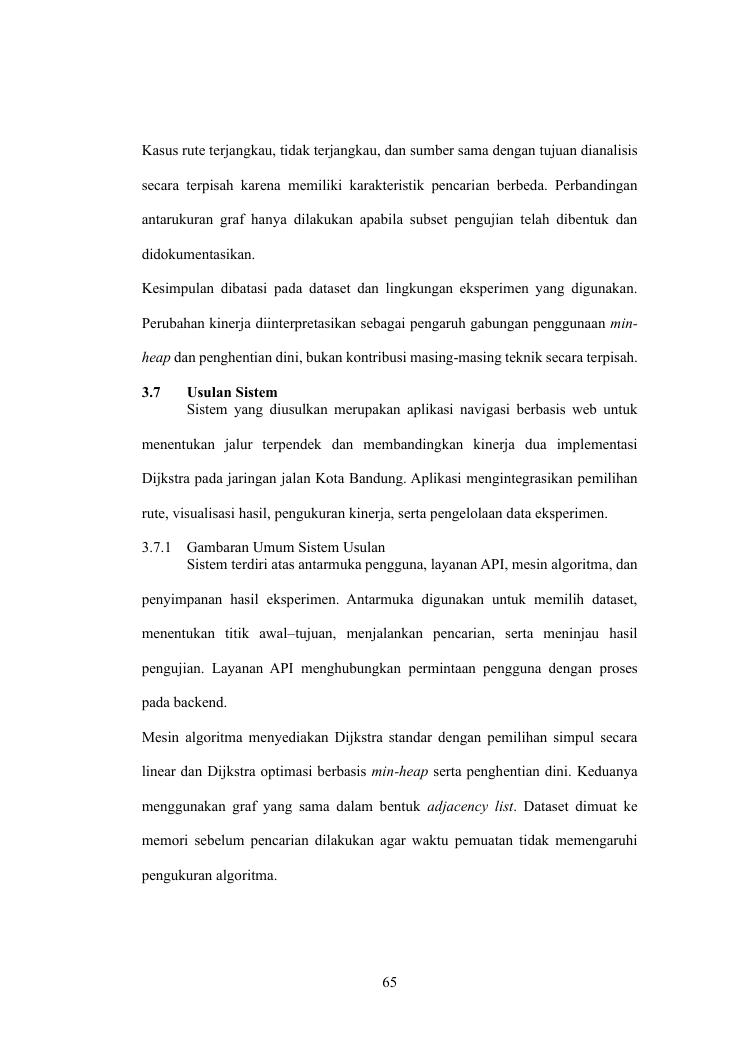 Kasus rute terjangkau, tidak terjangkau, dan sumber sama dengan tujuan dianalisis
secara terpisah karena memiliki karakteristik pencarian berbeda. Perbandingan
antarukuran graf hanya dilakukan apabila subset pengujian telah dibentuk dan
didokumentasikan.
Kesimpulan dibatasi pada dataset dan lingkungan eksperimen yang digunakan.
Perubahan kinerja diinterpretasikan sebagai pengaruh gabungan penggunaan min-
heap dan penghentian dini, bukan kontribusi masing-masing teknik secara terpisah.
3.7 Usulan Sistem
Sistem yang diusulkan merupakan aplikasi navigasi berbasis web untuk
menentukan jalur terpendek dan membandingkan kinerja dua implementasi
Dijkstra pada jaringan jalan Kota Bandung. Aplikasi mengintegrasikan pemilihan
rute, visualisasi hasil, pengukuran kinerja, serta pengelolaan data eksperimen.
3.7.1 Gambaran Umum Sistem Usulan
Sistem terdiri atas antarmuka pengguna, layanan API, mesin algoritma, dan
penyimpanan hasil eksperimen. Antarmuka digunakan untuk memilih dataset,
menentukan titik awal–tujuan, menjalankan pencarian, serta meninjau hasil
pengujian. Layanan API menghubungkan permintaan pengguna dengan proses
pada backend.
Mesin algoritma menyediakan Dijkstra standar dengan pemilihan simpul secara
linear dan Dijkstra optimasi berbasis min-heap serta penghentian dini. Keduanya
menggunakan graf yang sama dalam bentuk adjacency list. Dataset dimuat ke
memori sebelum pencarian dilakukan agar waktu pemuatan tidak memengaruhi
pengukuran algoritma.
65